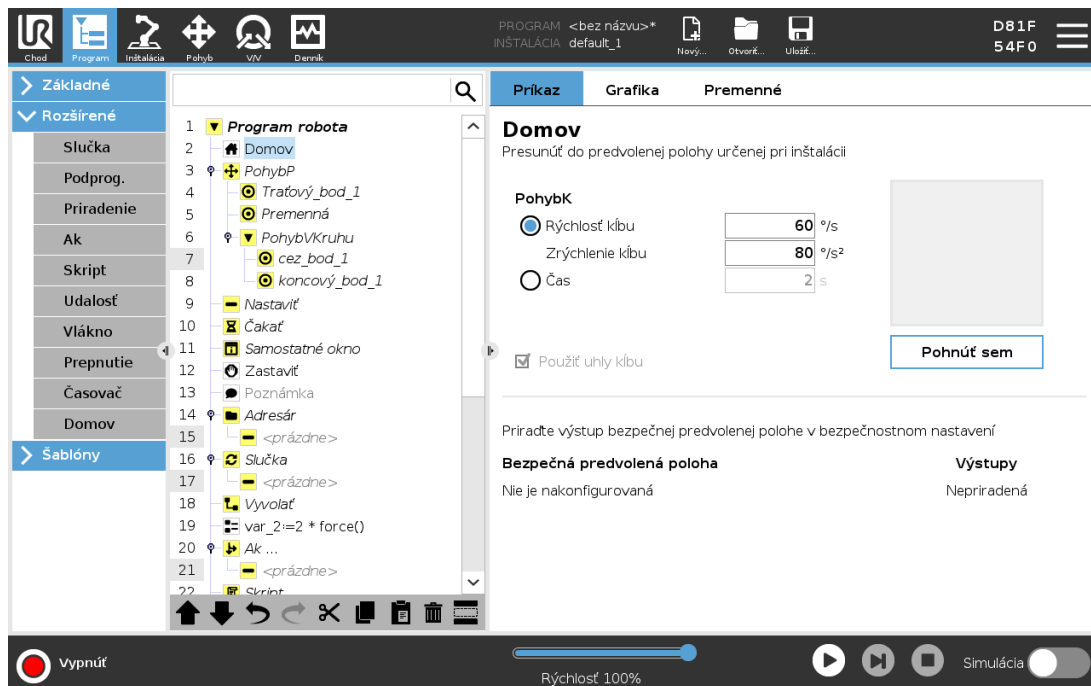 UR
PROGRAM <bez názvu>*
INŠTALÁCIA default_1
D81F
54F0
Chod Program Inštalácia Pohyb V/V Denník Nový... Otvoriť... Uložiť...
Základné
Rozšírené
Slučka
Podprog.
Priradenie
Ak
Skript
Udalosť
Vlákno
Prepnutie
Časovač
Domov
Šablóny
1 Program robota
2 Domov
3 PohybP
4 Traťový_bod_1
5 Premenná
6 PohybVKruhu
7 cez_bod_1
8 koncový_bod_1
9 Nastaviť
10 Čakať
11 Samostatné okno
12 Zastaviť
13 Poznámka
14 Adresár
15 <prázdne>
16 Slučka
17 <prázdne>
18 Vyvolať
19 var_2:=2 * force()
20 Ak ...
21 <prázdne>
22 Skript
Príkaz Grafika Premenné
Domov
Presunúť do predvolenej polohy určenej pri inštalácii
PohybK
Rýchlosť kĺbu 60 °/s
Zrýchlenie kĺbu 80 °/s²
Čas 2 s
Použiť uhly kĺbu
Pohnúť sem
Priraďte výstup bezpečnej predvolenej polohe v bezpečnostnom nastavení
Bezpečná predvolená poloha Výstupy
Nie je nakonfigurovaná Nepriradená
Vypnúť
Rýchlosť 100%
Simulácia